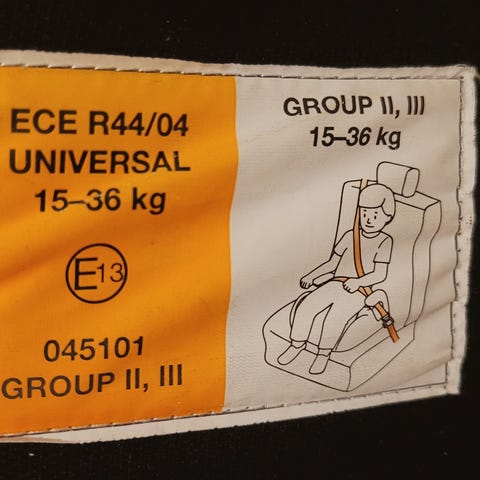 ECE R44/04
UNIVERSAL
15–36 kg
E13
045101
GROUP II, III
GROUP II, III
15–36 kg